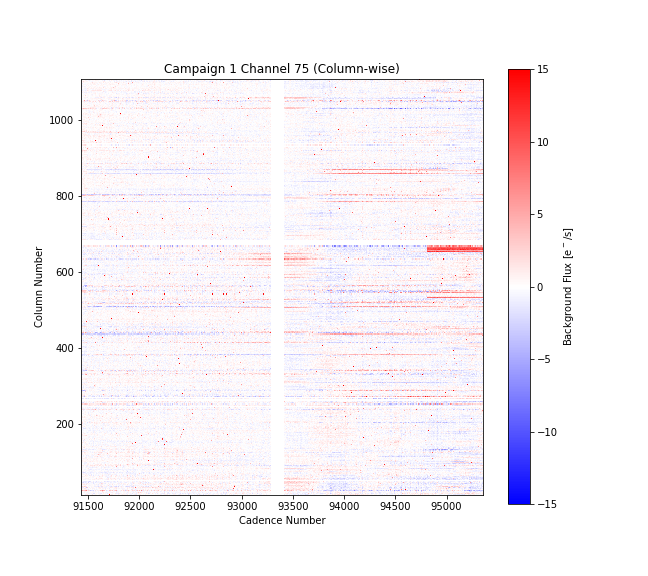 Campaign 1 Channel 75 (Column-wise)
1000
800
600
400
200
Column Number
91500 92000 92500 93000 93500 94000 94500 95000
Cadence Number
15
10
5
0
−5
−10
−15
Background Flux [e⁻/s]